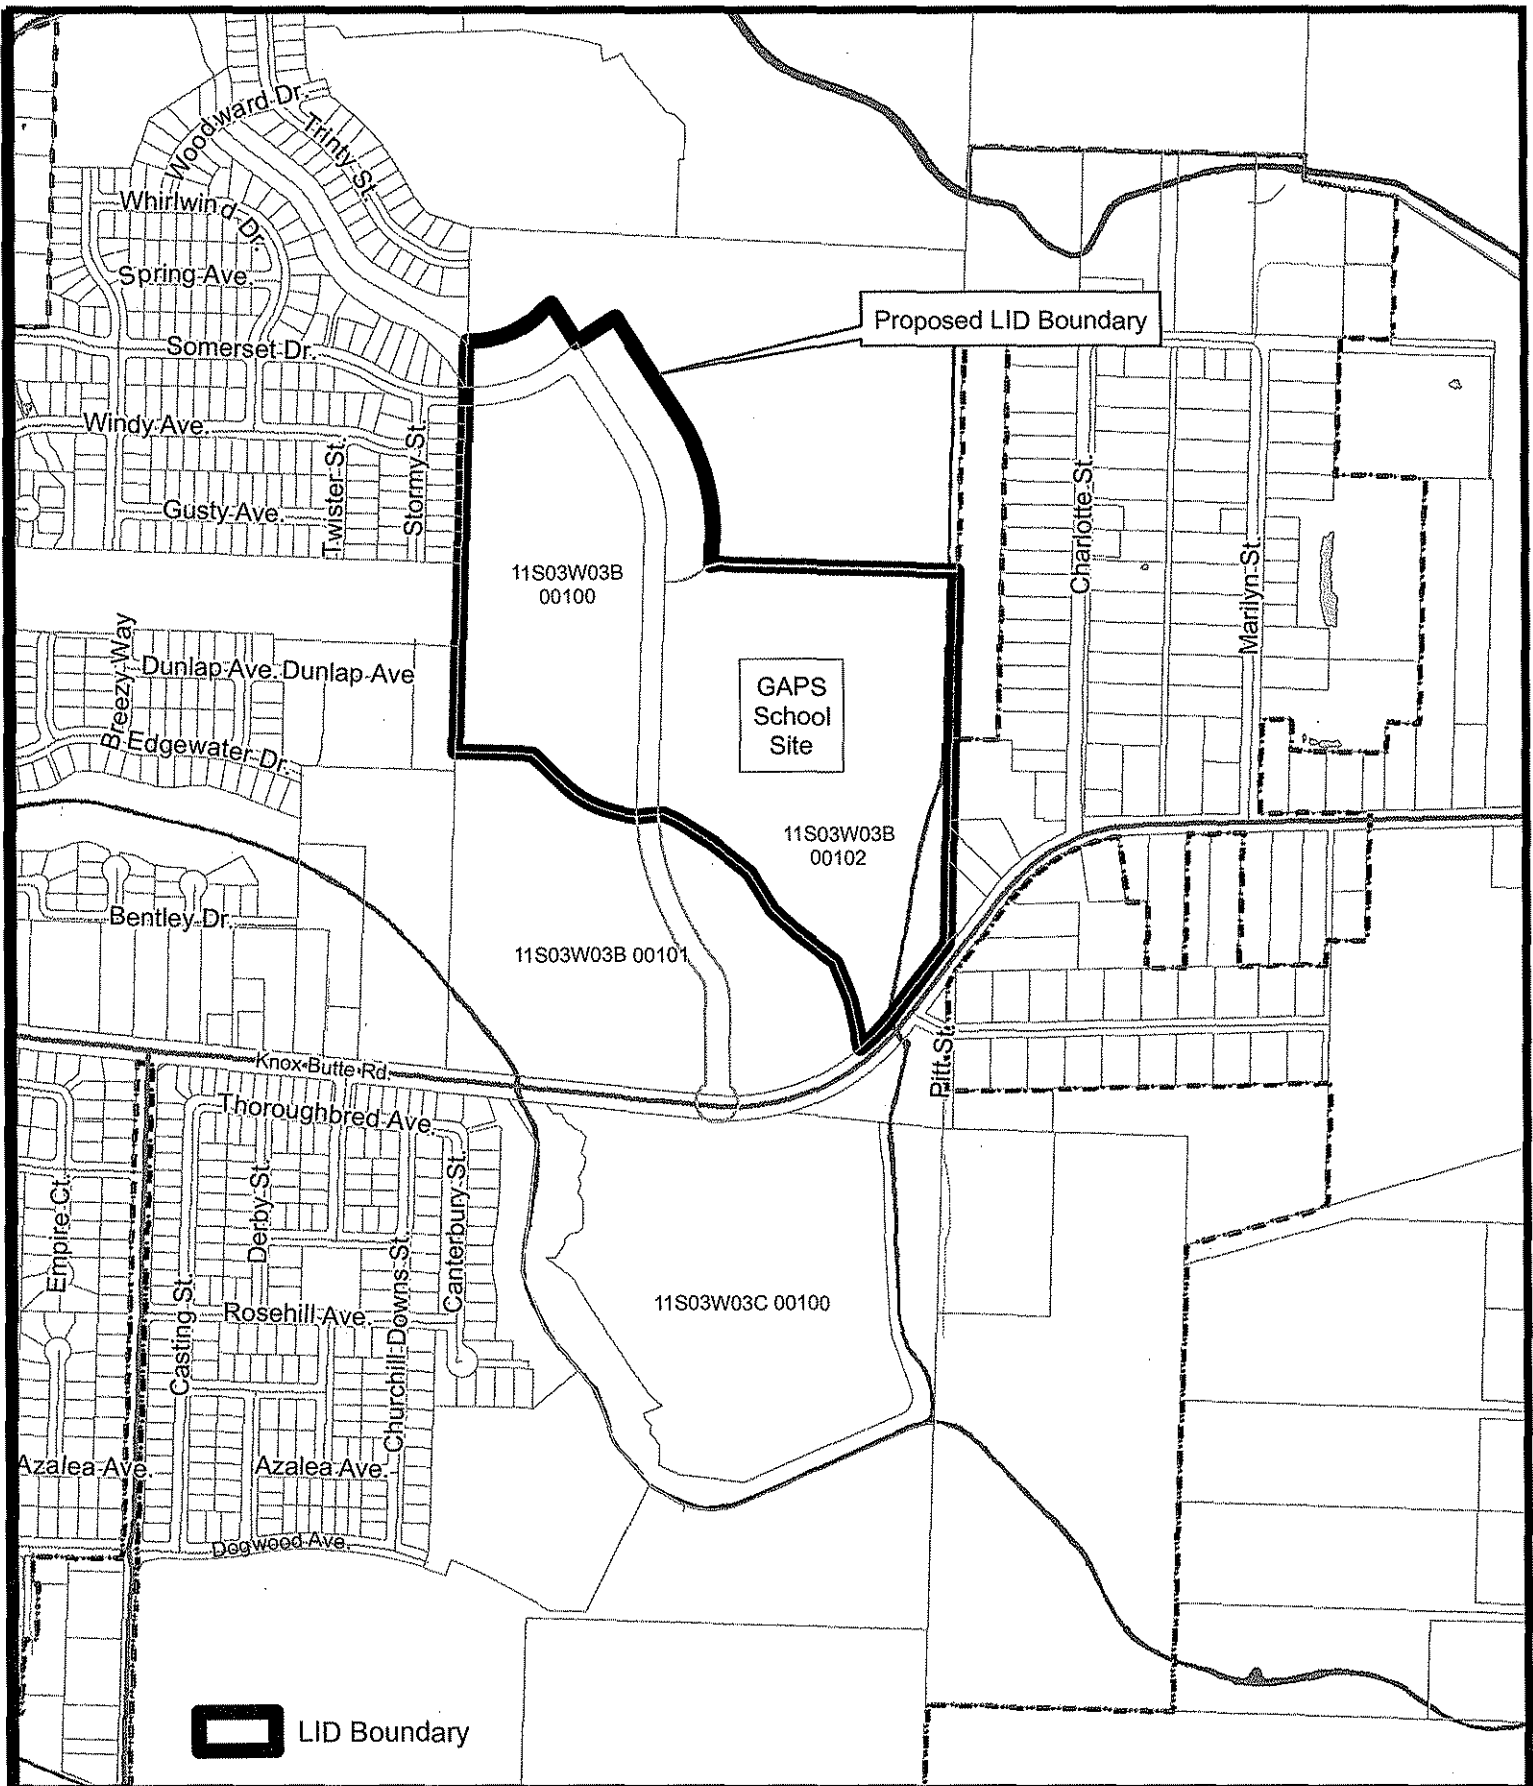 Woodward Dr.
Trinty St.
Whirlwind Dr.
Spring Ave.
Somerset Dr.
Proposed LID Boundary
Windy Ave.
Twister St.
Stormy St.
Gusty Ave.
Charlotte St.
Marilyn St.
11S03W03B
00100
Breezy Way
Dunlap Ave. Dunlap Ave
Edgewater Dr.
GAPS
School
Site
11S03W03B
00102
Bentley Dr.
11S03W03B 00101
Knox Butte Rd.
Pitt St.
Thoroughbred Ave.
Empire Ct.
Derby St.
Canterbury St.
Casting St.
Rosehill Ave.
Churchill Downs St.
11S03W03C 00100
Azalea Ave.
Azalea Ave.
Dogwood Ave.
LID Boundary